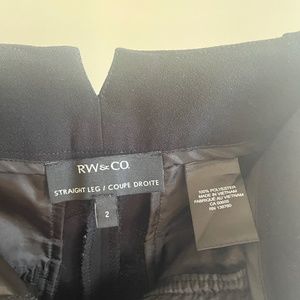 RW&CO.
STRAIGHT LEG / COUPE DROITE
2
100% POLYESTER
MADE IN VIETNAM
FABRIQUÉ AU VIETNAM